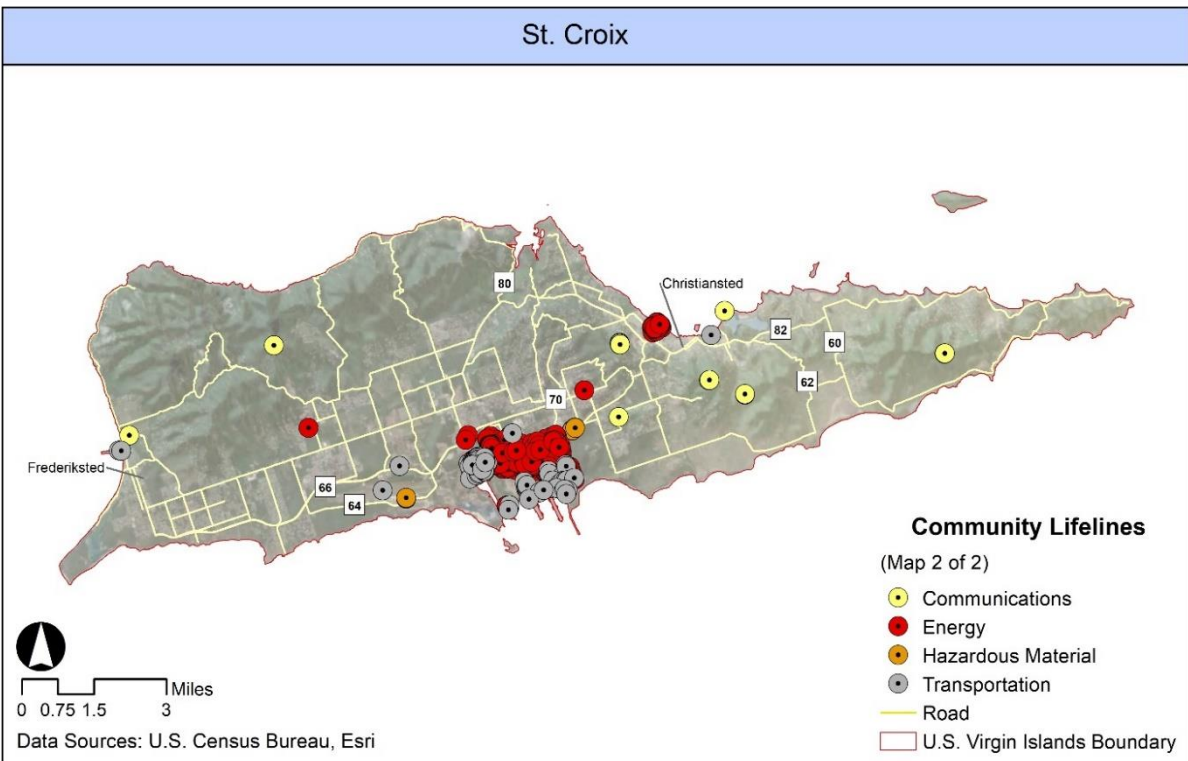 St. Croix
Christiansted
80
82
60
62
70
Frederiksted
66
64
Community Lifelines
(Map 2 of 2)
Communications
Energy
Hazardous Material
Transportation
Road
U.S. Virgin Islands Boundary
Miles
0 0.75 1.5 3
Data Sources: U.S. Census Bureau, Esri